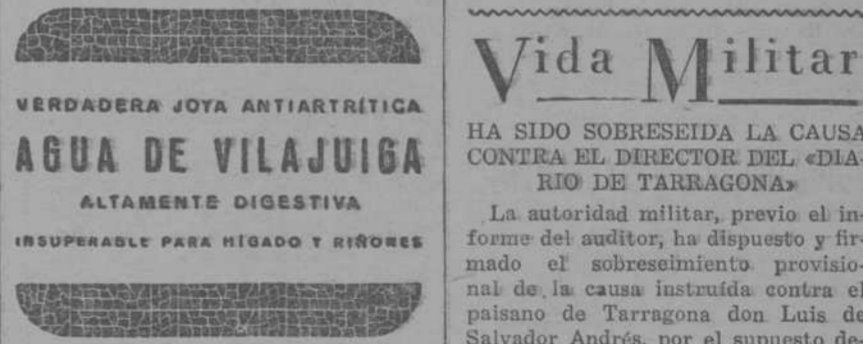 VERDADERA JOYA ANTIARTRÍTICA
AGUA DE VILAJUIGA
ALTAMENTE DIGESTIVA
INSUPERABLE PARA HÍGADO Y RIÑONES
Vida Militar
HA SIDO SOBRESEIDA LA CAUSA
CONTRA EL DIRECTOR DEL «DIA-
RIO DE TARRAGONA»
La autoridad militar, previo el in-
forme del auditor, ha dispuesto y fir-
mado el sobreseimiento provisio-
nal de la causa instruída contra el
paisano de Tarragona don Luis de
Salvador Andrés, por el supuesto de-